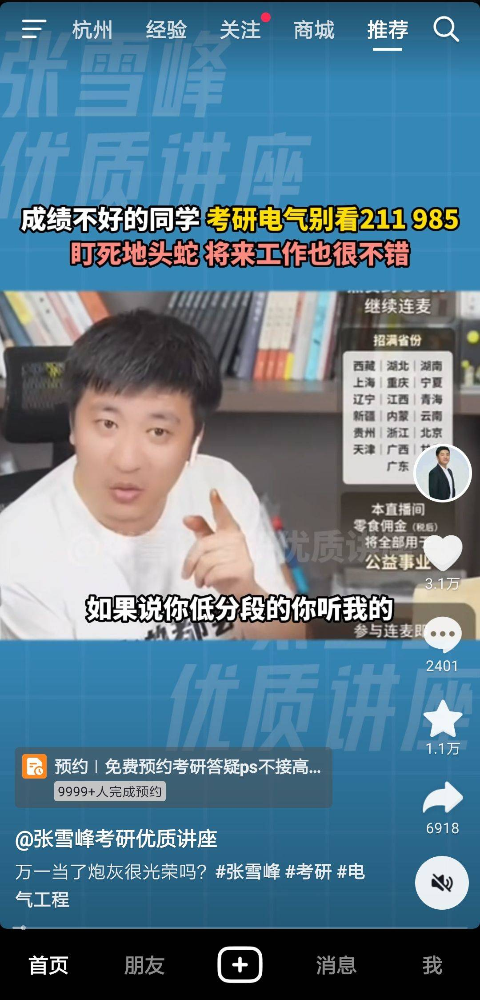 杭州
经验
关注
商城
推荐
张雪峰
优质讲座
成绩不好的同学 考研电气别看211 985
盯死地头蛇 将来工作也很不错
继续连麦
招满省份
西藏 | 湖北 | 湖南
上海 | 重庆 | 宁夏
辽宁 | 江西 | 青海
新疆 | 内蒙 | 云南
贵州 | 浙江 | 北京
天津 | 广西
广东
本直播间
零食佣金（税后）
将全部用于
公益事业
优质讲座
3.1万
如果说你低分段的你听我的
参与连麦即
2401
优质讲座
1.1万
预约 | 免费预约考研答疑ps不接高...
9999+人完成预约
6918
@张雪峰考研优质讲座
万一当了炮灰很光荣吗？#张雪峰 #考研 #电
气工程
首页
朋友
消息
我